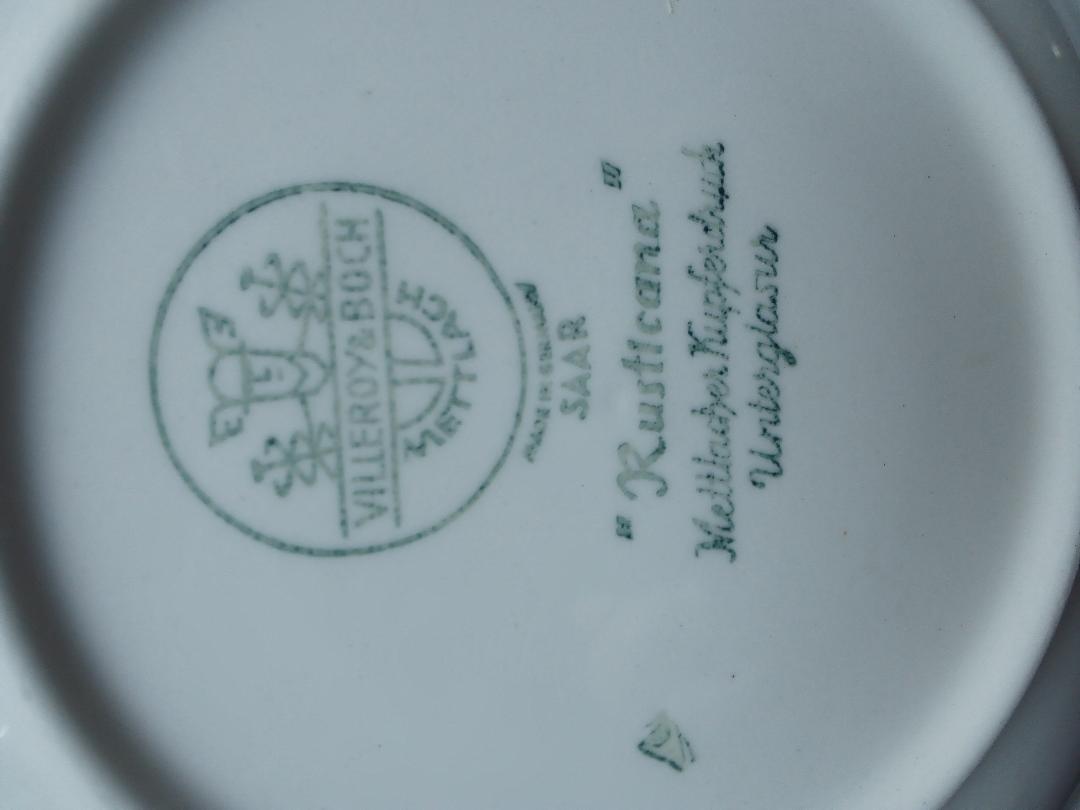 VILLEROY & BOCH
METTLACH
MADE IN GERMANY
SAAR
"Rusticana"
Mettlacher Kupferdruck
Unterglasur